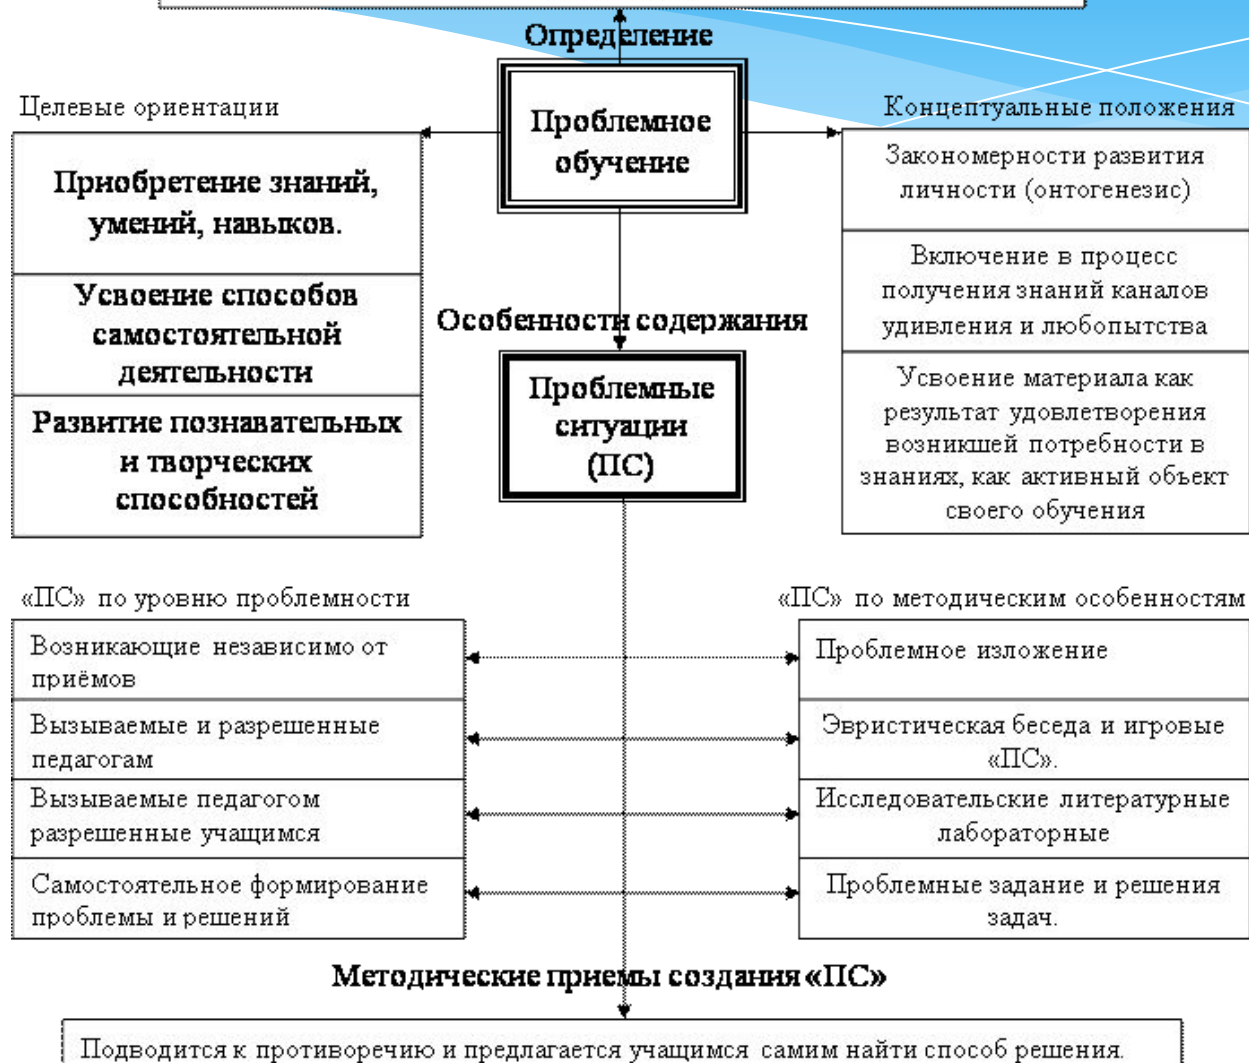 Определение
Проблемное
обучение
Целевые ориентации
Приобретение знаний,
умений, навыков.
Усвоение способов
самостоятельной
деятельности
Развитие познавательных
и творческих
способностей
Концептуальные положения
Закономерности развития
личности (онтогенезис)
Включение в процесс
получения знаний каналов
удивления и любопытства
Усвоение материала как
результат удовлетворения
возникшей потребности в
знаниях, как активный объект
своего обучения
Особенности содержания
Проблемные
ситуации
(ПС)
«ПС» по уровню проблемности
Возникающие независимо от
приёмов
Вызываемые и разрешенные
педагогам
Вызываемые педагогом
разрешенные учащимся
Самостоятельное формирование
проблемы и решений
«ПС» по методическим особенностям
Проблемное изложение
Эвристическая беседа и игровые
«ПС».
Исследовательские литературные
лабораторные
Проблемные задание и решения
задач.
Методические приемы создания «ПС»
Подводится к противоречию и предлагается учащимся самим найти способ решения.